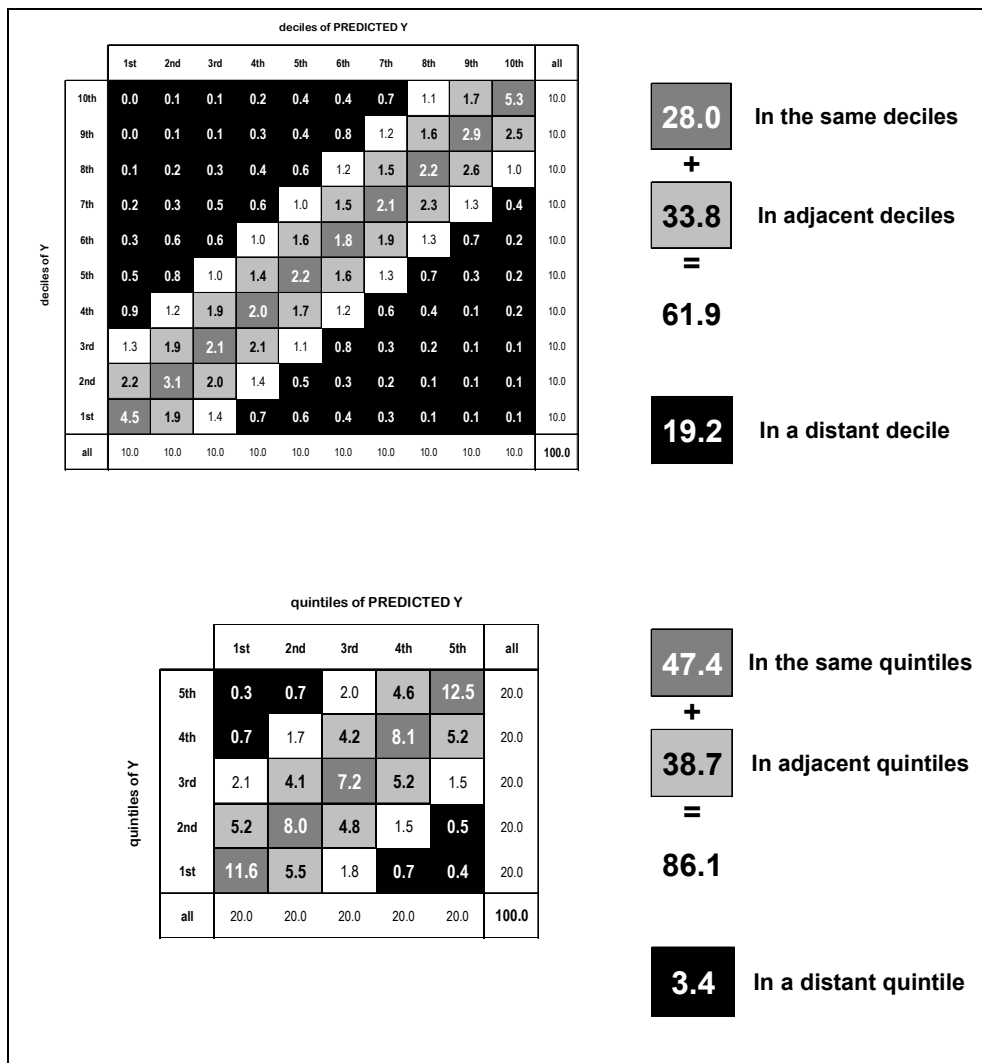 deciles of PREDICTED Y
1st 2nd 3rd 4th 5th 6th 7th 8th 9th 10th all
deciles of Y
10th 0.0 0.1 0.1 0.2 0.4 0.4 0.7 1.1 1.7 5.3 10.0
9th 0.0 0.1 0.1 0.3 0.4 0.8 1.2 1.6 2.9 2.5 10.0
8th 0.1 0.2 0.3 0.4 0.6 1.2 1.5 2.2 2.6 1.0 10.0
7th 0.2 0.3 0.5 0.6 1.0 1.5 2.1 2.3 1.3 0.4 10.0
6th 0.3 0.6 0.6 1.0 1.6 1.8 1.9 1.3 0.7 0.2 10.0
5th 0.5 0.8 1.0 1.4 2.2 1.6 1.3 0.7 0.3 0.2 10.0
4th 0.9 1.2 1.9 2.0 1.7 1.2 0.6 0.4 0.1 0.2 10.0
3rd 1.3 1.9 2.1 2.1 1.1 0.8 0.3 0.2 0.1 0.1 10.0
2nd 2.2 3.1 2.0 1.4 0.5 0.3 0.2 0.1 0.1 0.1 10.0
1st 4.5 1.9 1.4 0.7 0.6 0.4 0.3 0.1 0.1 0.1 10.0
all 10.0 10.0 10.0 10.0 10.0 10.0 10.0 10.0 10.0 10.0 100.0
28.0 In the same deciles
+
33.8 In adjacent deciles
=
61.9
19.2 In a distant decile
quintiles of PREDICTED Y
1st 2nd 3rd 4th 5th all
quintiles of Y
5th 0.3 0.7 2.0 4.6 12.5 20.0
4th 0.7 1.7 4.2 8.1 5.2 20.0
3rd 2.1 4.1 7.2 5.2 1.5 20.0
2nd 5.2 8.0 4.8 1.5 0.5 20.0
1st 11.6 5.5 1.8 0.7 0.4 20.0
all 20.0 20.0 20.0 20.0 20.0 100.0
47.4 In the same quintiles
+
38.7 In adjacent quintiles
=
86.1
3.4 In a distant quintile